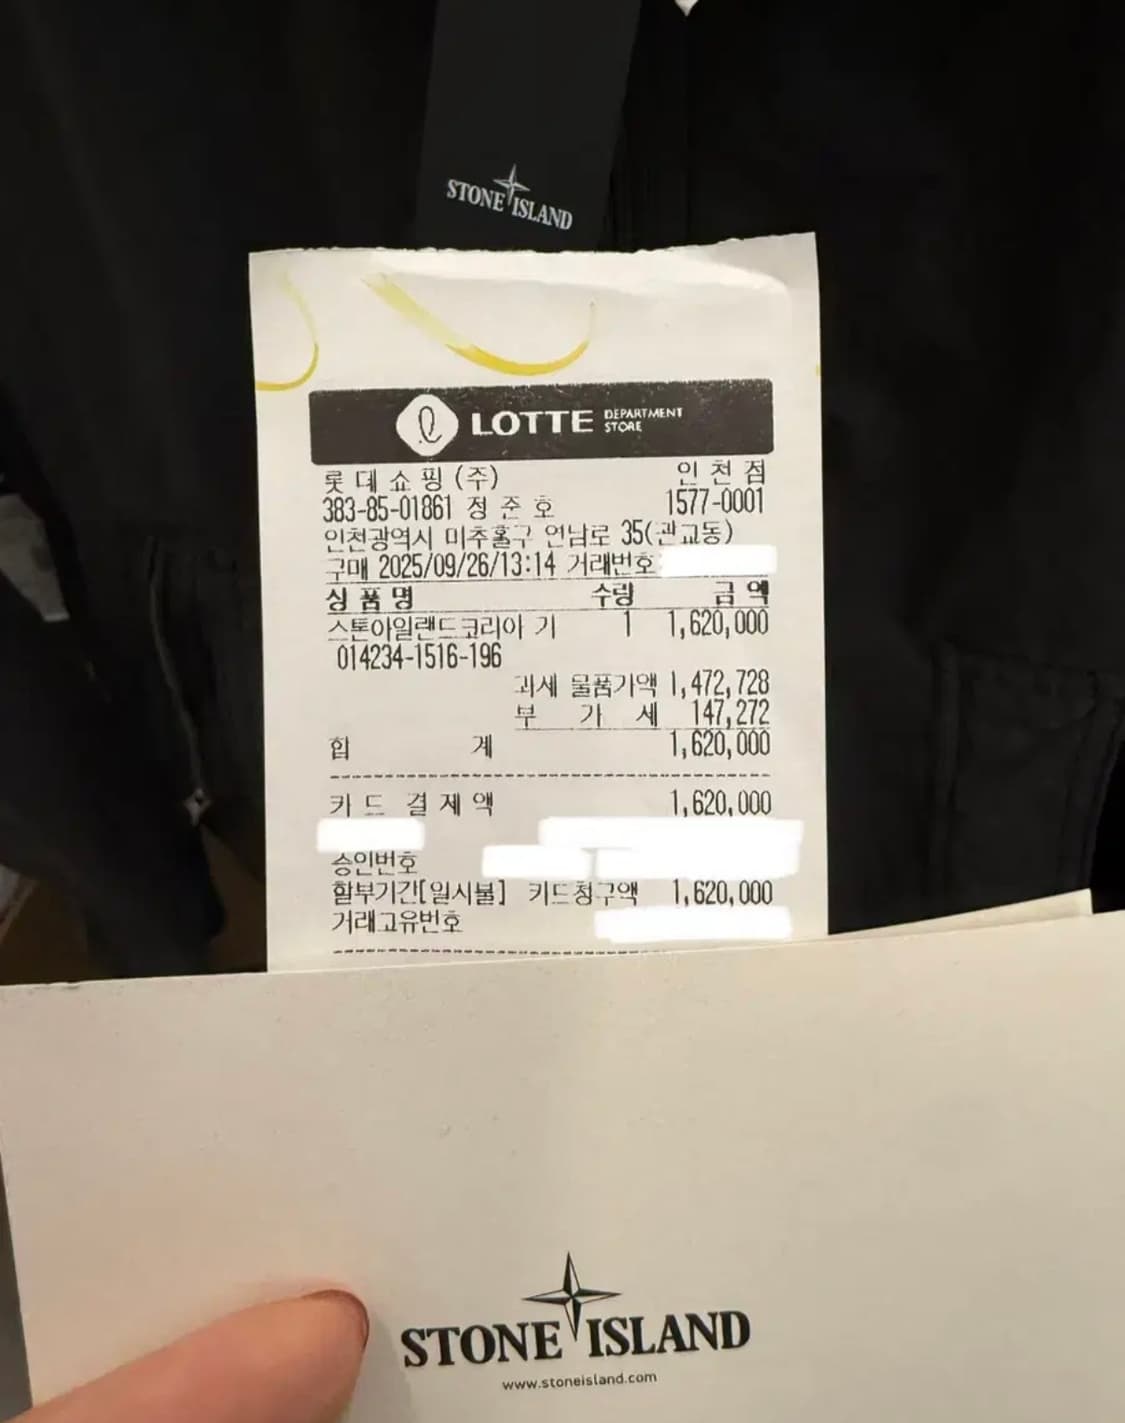 STONE ISLAND
LOTTE DEPARTMENT STORE
롯데쇼핑(주) 인천점
383-85-01861 정준호 1577-0001
인천광역시 미추홀구 연남로 35(관교동)
구매 2025/09/26/13:14 거래번호
상품명 수량 금액
스톤아일랜드코리아 기 1 1,620,000
014234-1516-196
과세 물품가액 1,472,728
부 가 세 147,272
합 계 1,620,000
카드 결제액 1,620,000
승인번호
할부기간[일시불] 카드청구액 1,620,000
거래고유번호
STONE ISLAND
www.stoneisland.com